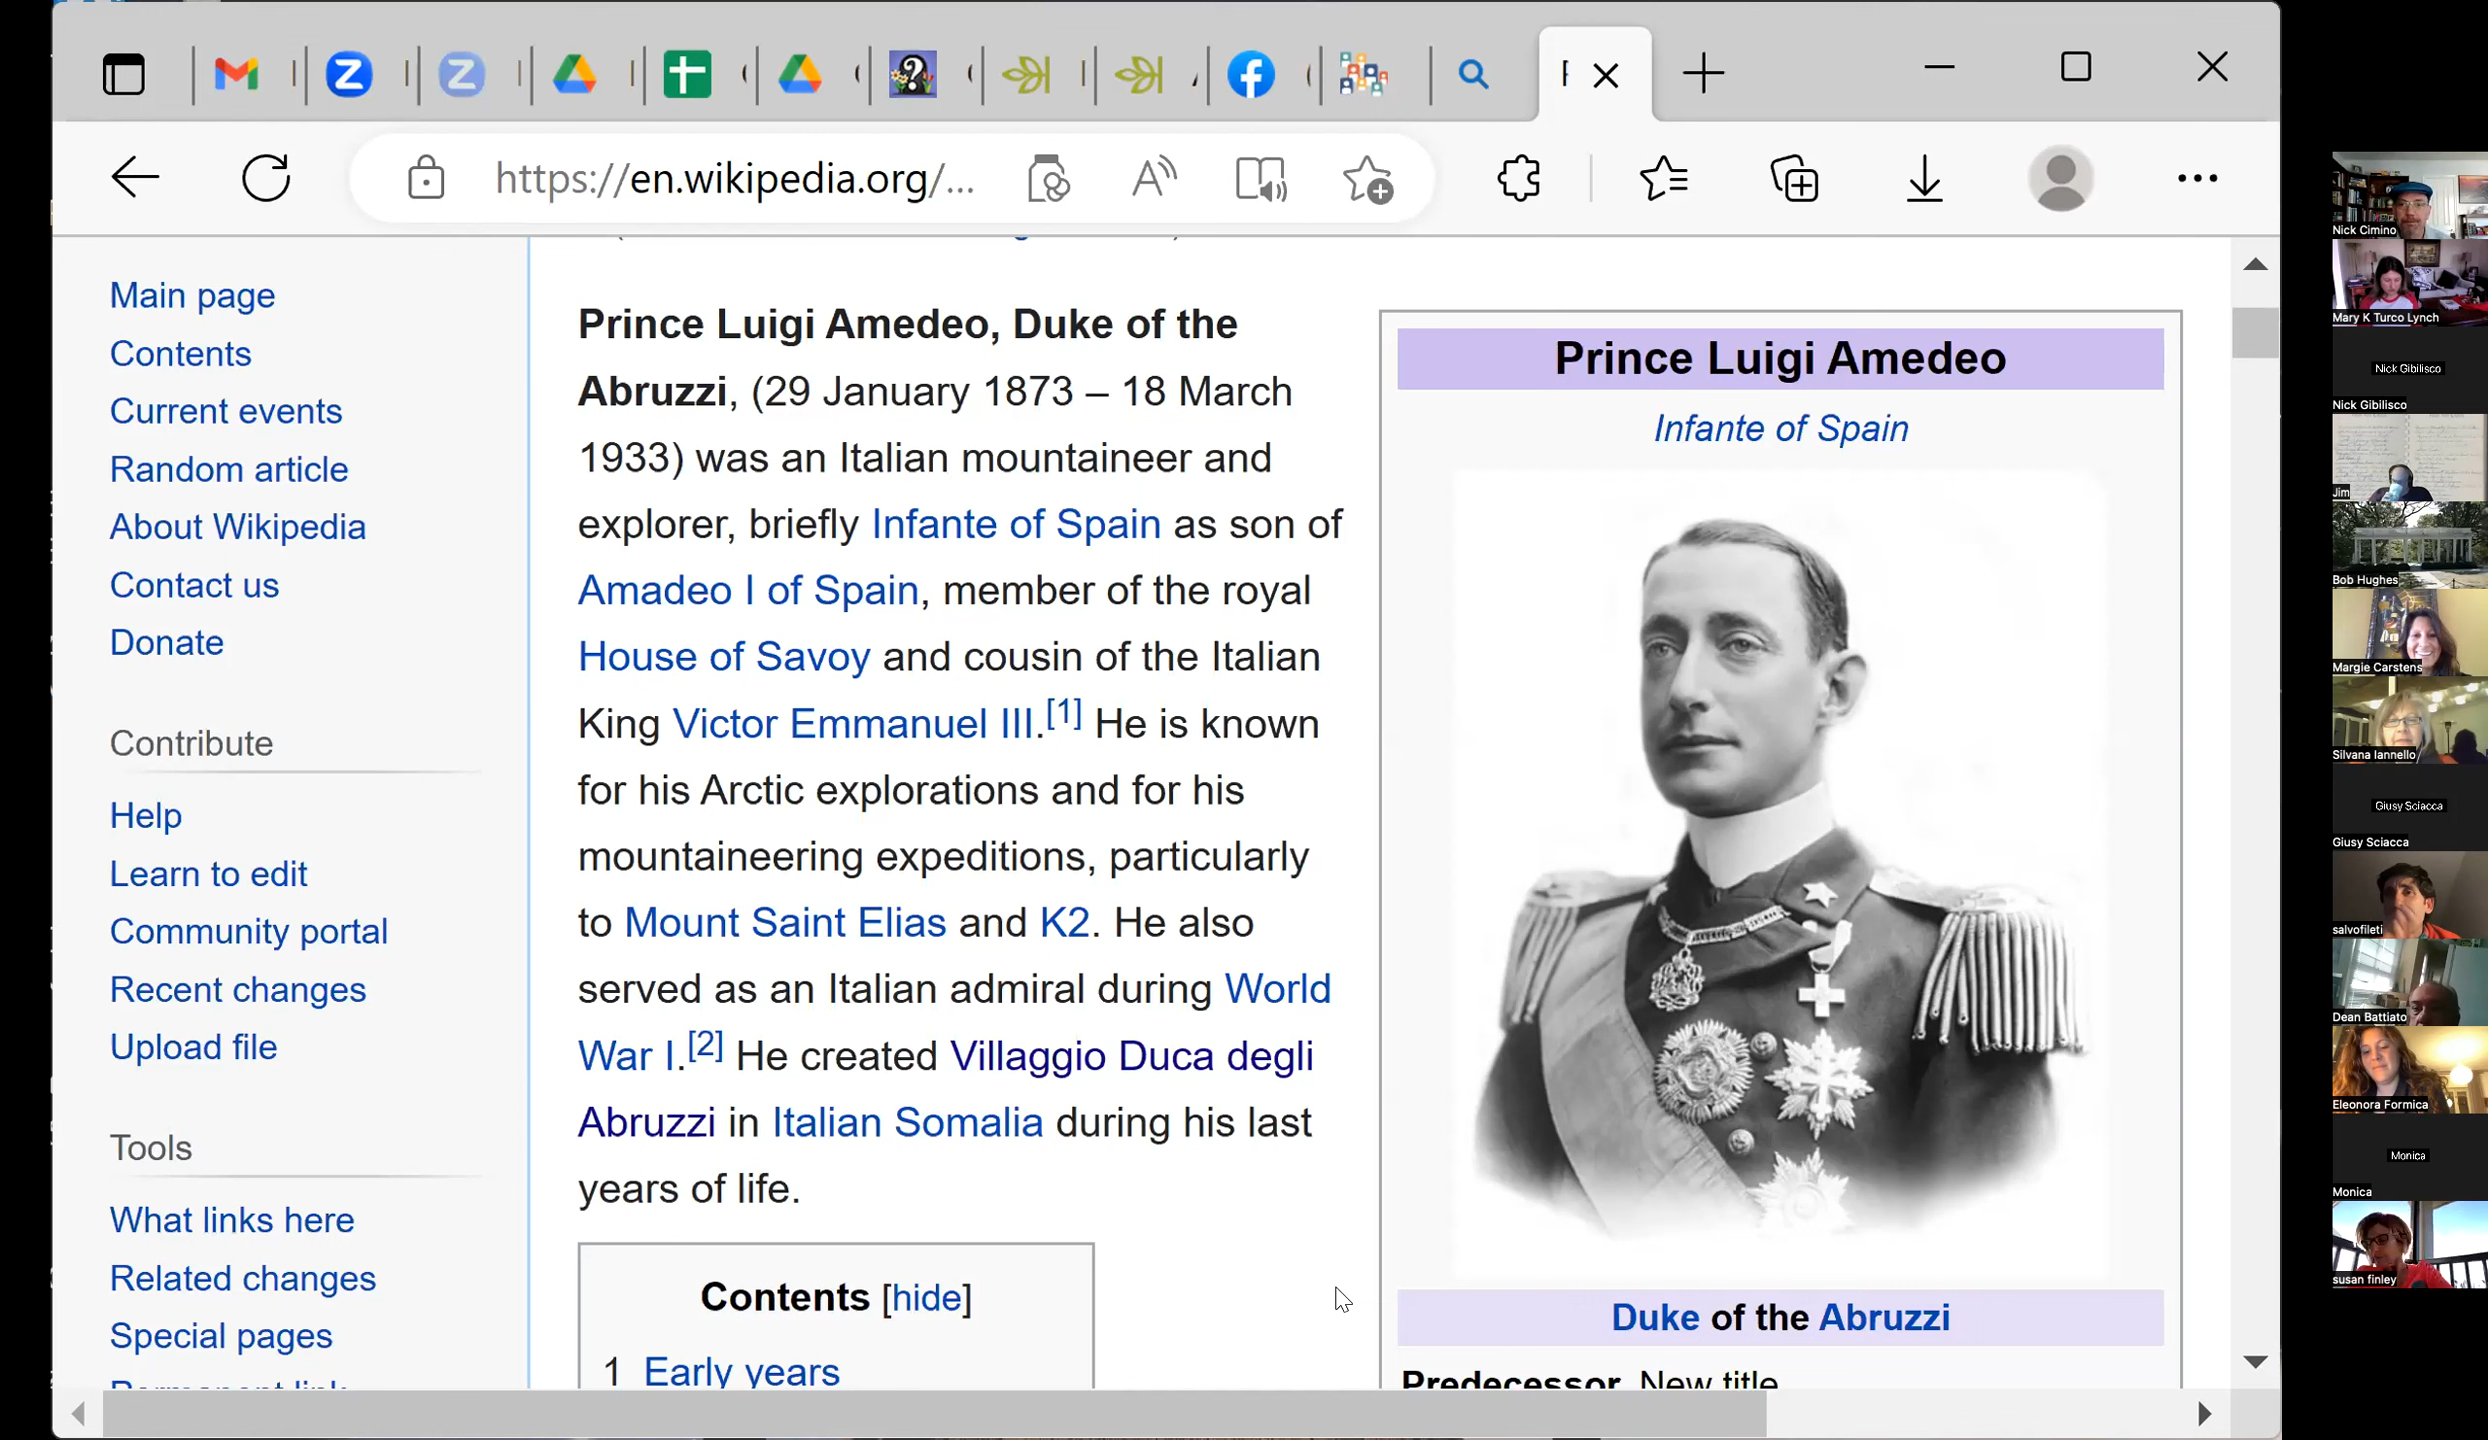 https://en.wikipedia.org/...
Main page
Contents
Current events
Random article
About Wikipedia
Contact us
Donate
Contribute
Help
Learn to edit
Community portal
Recent changes
Upload file
Tools
What links here
Related changes
Special pages
Permanent link
Prince Luigi Amedeo, Duke of the
Abruzzi, (29 January 1873 – 18 March
1933) was an Italian mountaineer and
explorer, briefly Infante of Spain as son of
Amadeo I of Spain, member of the royal
House of Savoy and cousin of the Italian
King Victor Emmanuel III.[1] He is known
for his Arctic explorations and for his
mountaineering expeditions, particularly
to Mount Saint Elias and K2. He also
served as an Italian admiral during World
War I.[2] He created Villaggio Duca degli
Abruzzi in Italian Somalia during his last
years of life.
Contents [hide]
1 Early years
Prince Luigi Amedeo
Infante of Spain
Duke of the Abruzzi
Predecessor New title
Nick Cimino
Mary K Turco Lynch
Nick Gibilisco
Nick Gibilisco
Jim
Bob Hughes
Margie Carstens
Silvana Iannello
Giusy Sciacca
Giusy Sciacca
salvofileti
Dean Battiato
Eleonora Formica
Monica
Monica
susan finley